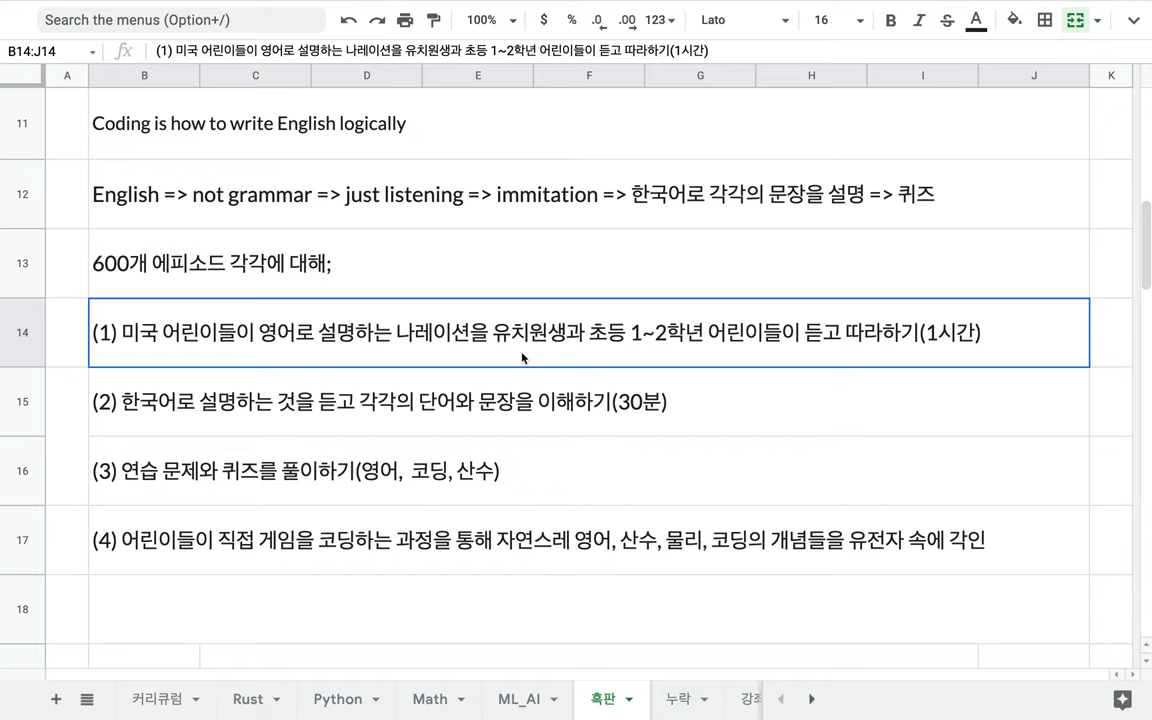 Search the menus (Option+/)
100%
$ % .0 .00 123
Lato
16
B I S A
B14:J14
fx
(1) 미국 어린이들이 영어로 설명하는 나레이션을 유치원생과 초등 1~2학년 어린이들이 듣고 따라하기(1시간)
A B C D E F G H I J K
11 Coding is how to write English logically
12 English => not grammar => just listening => immitation => 한국어로 각각의 문장을 설명 => 퀴즈
13 600개 에피소드 각각에 대해;
14 (1) 미국 어린이들이 영어로 설명하는 나레이션을 유치원생과 초등 1~2학년 어린이들이 듣고 따라하기(1시간)
15 (2) 한국어로 설명하는 것을 듣고 각각의 단어와 문장을 이해하기(30분)
16 (3) 연습 문제와 퀴즈를 풀이하기(영어, 코딩, 산수)
17 (4) 어린이들이 직접 게임을 코딩하는 과정을 통해 자연스레 영어, 산수, 물리, 코딩의 개념들을 유전자 속에 각인
18
커리큐럼 Rust Python Math ML_AI 흑판 누락